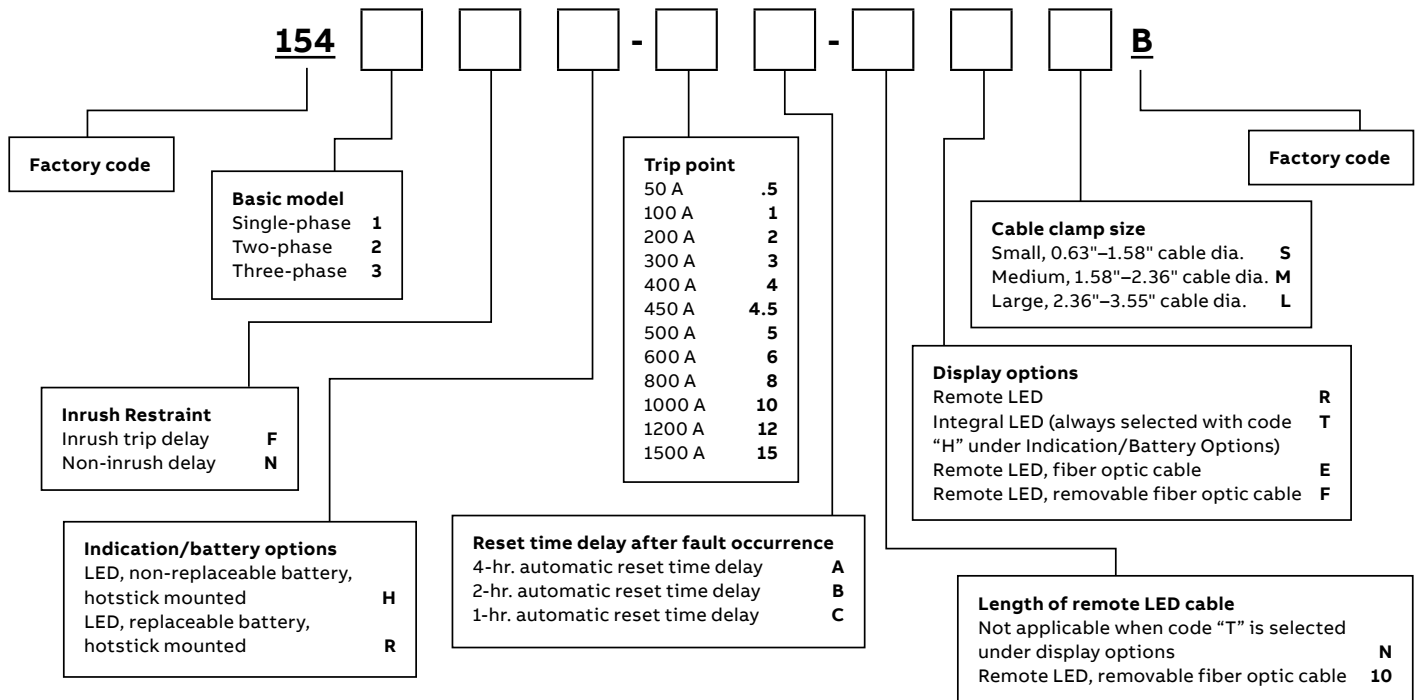 154 - - B
Factory code
Basic model
Single-phase 1
Two-phase 2
Three-phase 3
Trip point
50 A .5
100 A 1
200 A 2
300 A 3
400 A 4
450 A 4.5
500 A 5
600 A 6
800 A 8
1000 A 10
1200 A 12
1500 A 15
Factory code
Cable clamp size
Small, 0.63"–1.58" cable dia. S
Medium, 1.58"–2.36" cable dia. M
Large, 2.36"–3.55" cable dia. L
Inrush Restraint
Inrush trip delay F
Non-inrush delay N
Display options
Remote LED R
Integral LED (always selected with code T
“H” under Indication/Battery Options)
Remote LED, fiber optic cable E
Remote LED, removable fiber optic cable F
Indication/battery options
LED, non-replaceable battery,
hotstick mounted H
LED, replaceable battery,
hotstick mounted R
Reset time delay after fault occurrence
4-hr. automatic reset time delay A
2-hr. automatic reset time delay B
1-hr. automatic reset time delay C
Length of remote LED cable
Not applicable when code “T” is selected
under display options N
Remote LED, removable fiber optic cable 10